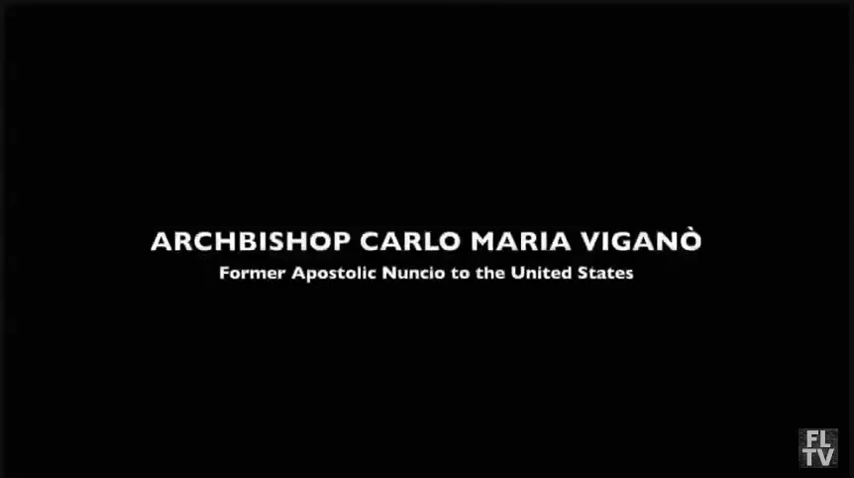 ARCHBISHOP CARLO MARIA VIGANÒ
Former Apostolic Nuncio to the United States
FL
TV